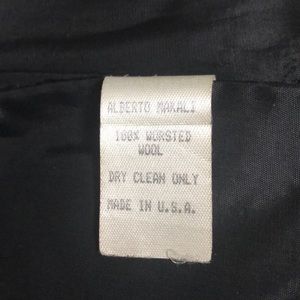 ALBERTO MAKALI
100% WORSTED
WOOL
DRY CLEAN ONLY
MADE IN U.S.A.